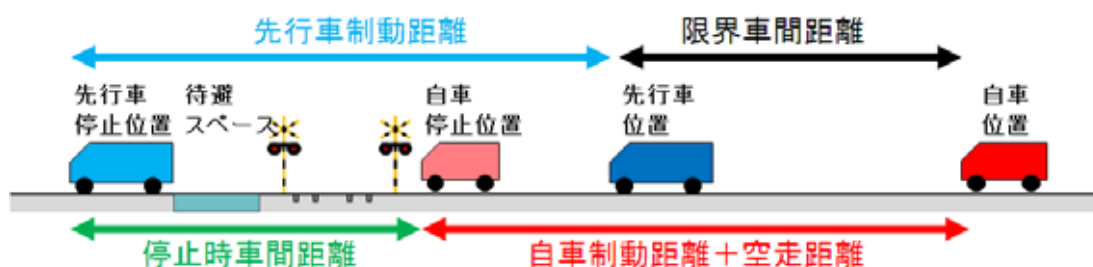 先行車制動距離
限界車間距離
先行車
停止位置
待避
スペース
自車
停止位置
先行車
位置
自車
位置
停止時車間距離
自車制動距離＋空走距離